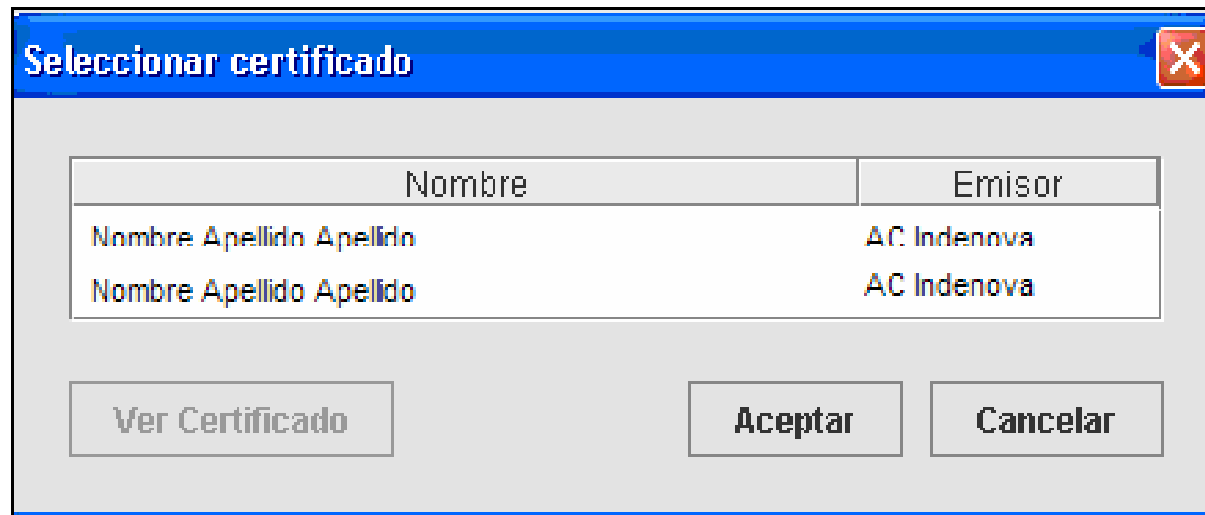 Seleccionar certificado
Nombre Emisor
Nombre Apellido Apellido AC Indenova
Nombre Apellido Apellido AC Indenova
Ver Certificado Aceptar Cancelar